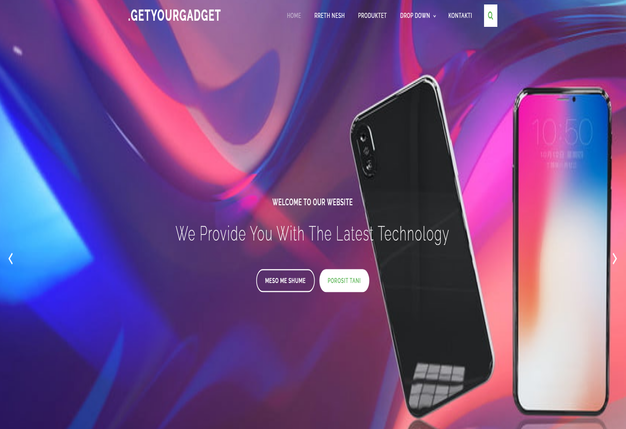 .GETYOURGADGET
HOME RRETH NESH PRODUKTET DROP DOWN KONTAKTI
10:50
WELCOME TO OUR WEBSITE
We Provide You With The Latest Technology
MESO ME SHUME POROSIT TANI